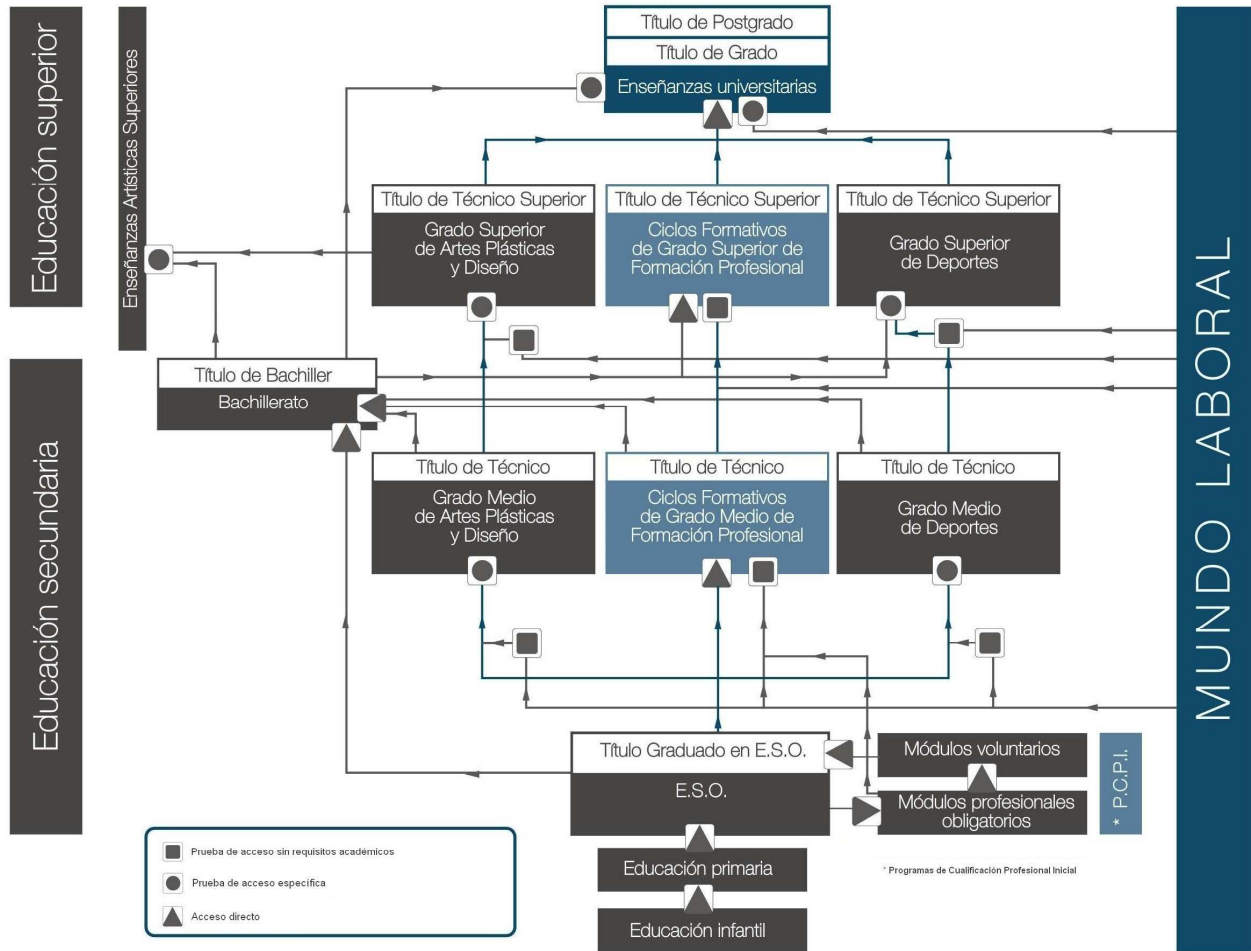 Educación superior
Enseñanzas Artísticas Superiores
Título de Postgrado
Título de Grado
Enseñanzas universitarias
Título de Técnico Superior
Grado Superior
de Artes Plásticas
y Diseño
Título de Técnico Superior
Ciclos Formativos
de Grado Superior de
Formación Profesional
Título de Técnico Superior
Grado Superior
de Deportes
MUNDO LABORAL
Educación secundaria
Título de Bachiller
Bachillerato
Título de Técnico
Grado Medio
de Artes Plásticas
y Diseño
Título de Técnico
Ciclos Formativos
de Grado Medio de
Formación Profesional
Título de Técnico
Grado Medio
de Deportes
Título Graduado en E.S.O.
E.S.O.
Módulos voluntarios
Módulos profesionales
obligatorios
* P.C.P.I.
Educación primaria
Educación infantil
* Programas de Cualificación Profesional Inicial
Prueba de acceso sin requisitos académicos
Prueba de acceso específica
Acceso directo